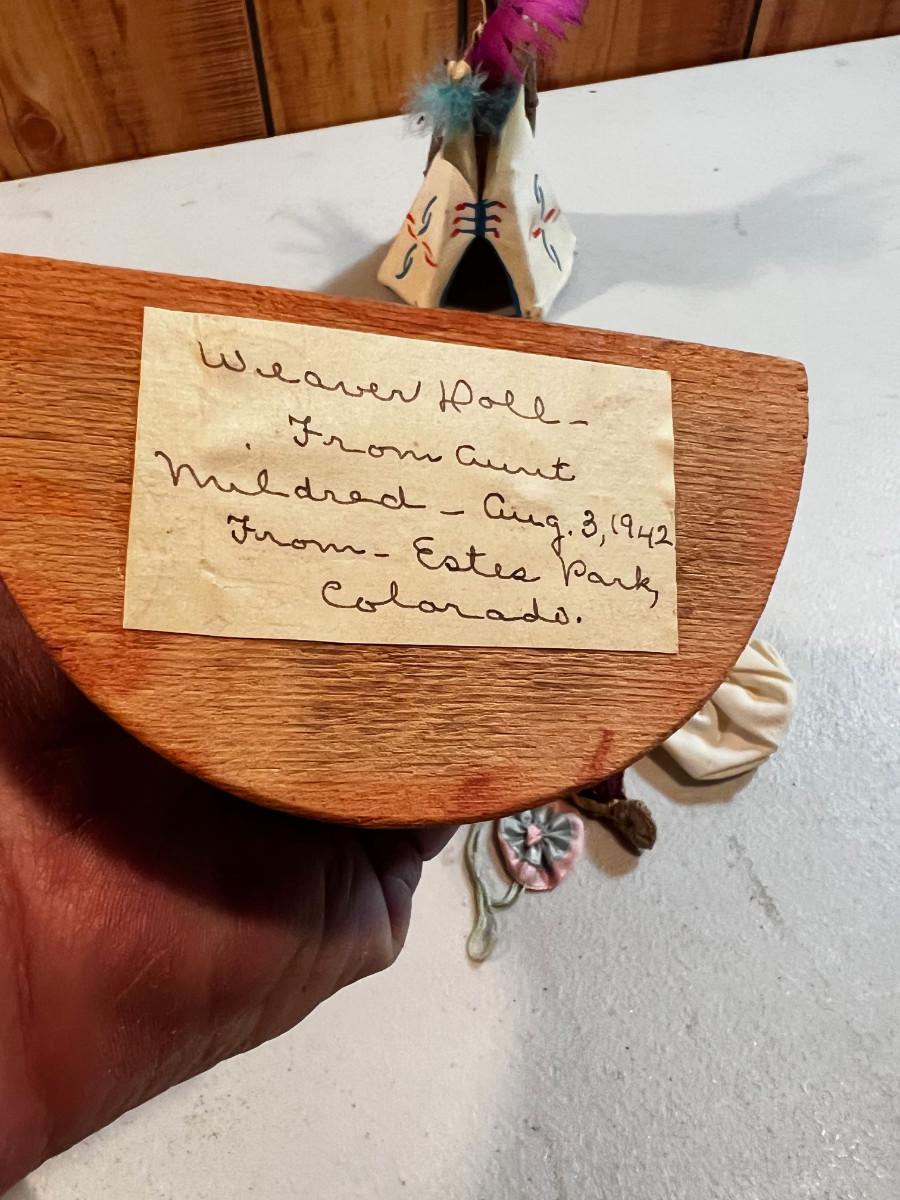 Weaver Doll-
From Aunt
Mildred - Aug. 3, 1942
From - Estes Park,
Colorado.